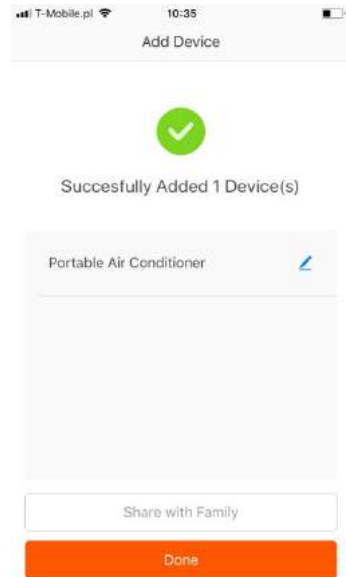 T-Mobile.pl 10:35
Add Device
Succesfully Added 1 Device(s)
Portable Air Conditioner
Share with Family
Done